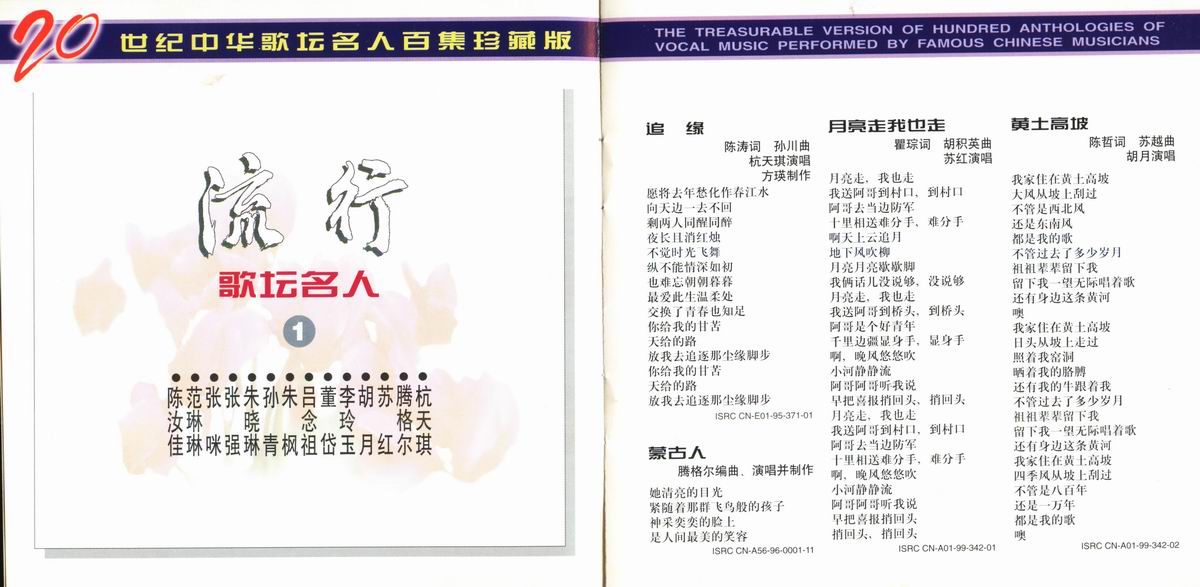 20
世纪中华歌坛名人百集珍藏版
流行
歌坛名人
1
杭天琪
腾格尔
苏红
胡月
李玲玉
董岱
吕念祖
朱枫
孙青
朱晓琳
张强
张咪
范琳琳
陈汝佳
THE TREASURABLE VERSION OF HUNDRED ANTHOLOGIES OF
VOCAL MUSIC PERFORMED BY FAMOUS CHINESE MUSICIANS
追 缘
陈涛词 孙川曲
杭天琪演唱
方瑛制作
愿将去年愁化作春江水
向天边一去不回
剩两人同醒同醉
夜长且消红烛
不觉时光飞舞
纵不能情深如初
也难忘朝朝暮暮
最爱此生温柔处
交换了青春也知足
你给我的甘苦
天给的路
放我去追逐那尘缘脚步
你给我的甘苦
天给的路
放我去追逐那尘缘脚步
ISRC CN-E01-95-371-01
蒙古人
腾格尔编曲、演唱并制作
她清亮的目光
紧随着那群飞鸟般的孩子
神采奕奕的脸上
是人间最美的笑容
ISRC CN-A56-96-0001-11
月亮走我也走
瞿琮词 胡积英曲
苏红演唱
月亮走，我也走
我送阿哥到村口，到村口
阿哥去当边防军
十里相送难分手，难分手
啊天上云追月
地下风吹柳
月亮月亮歇歇脚
我俩话儿没说够，没说够
月亮走，我也走
我送阿哥到桥头，到桥头
阿哥是个好青年
千里边疆显身手，显身手
啊，晚风悠悠吹
小河静静流
阿哥阿哥听我说
早把喜报捎回头、捎回头
月亮走，我也走
我送阿哥到村口，到村口
阿哥去当边防军
十里相送难分手，难分手
啊，晚风悠悠吹
小河静静流
阿哥阿哥听我说
早把喜报捎回头
捎回头、捎回头
ISRC CN-A01-99-342-01
黄土高坡
陈哲词 苏越曲
胡月演唱
我家住在黄土高坡
大风从坡上刮过
不管是西北风
还是东南风
都是我的歌
不管过去了多少岁月
祖祖辈辈留下我
留下我一望无际唱着歌
还有身边这条黄河
噢
我家住在黄土高坡
日头从坡上走过
照着我窑洞
晒着我的胳膊
还有我的牛跟着我
不管过去了多少岁月
祖祖辈辈留下我
留下我一望无际唱着歌
还有身边这条黄河
我家住在黄土高坡
四季风从坡上刮过
不管是八百年
还是一万年
都是我的歌
噢
ISRC CN-A01-99-342-02